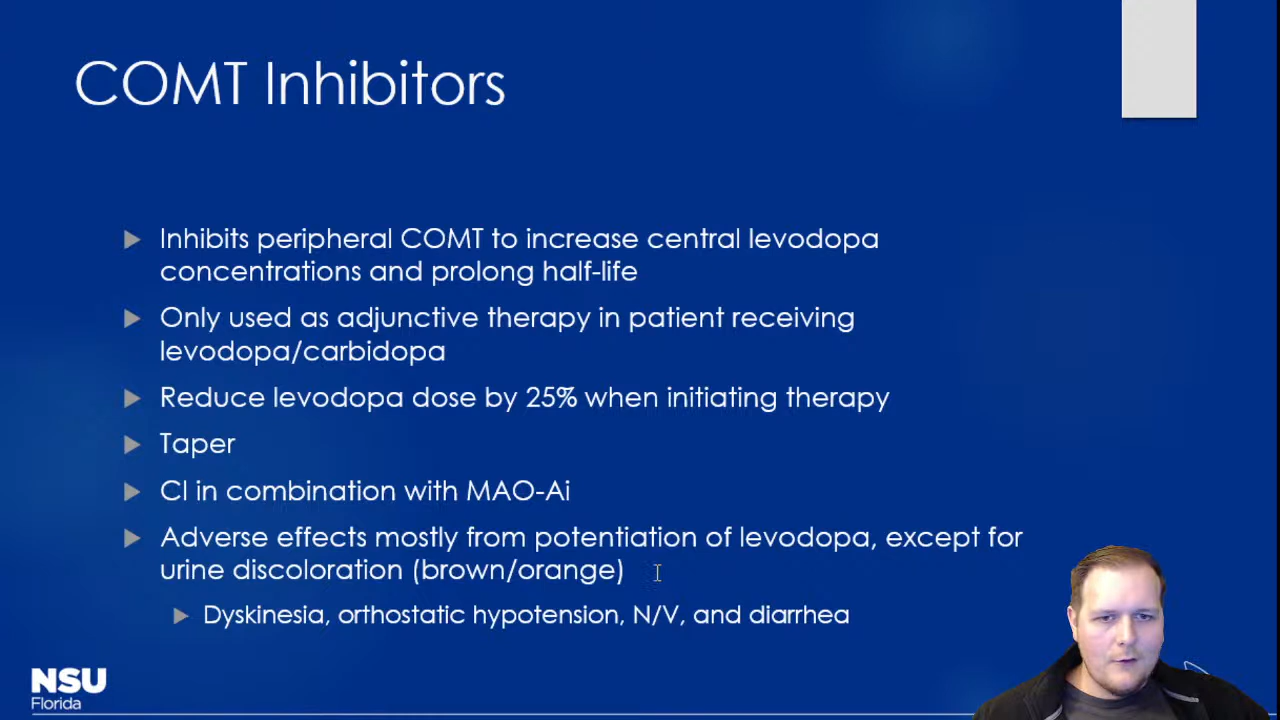 COMT Inhibitors
Inhibits peripheral COMT to increase central levodopa
concentrations and prolong half-life
Only used as adjunctive therapy in patient receiving
levodopa/carbidopa
Reduce levodopa dose by 25% when initiating therapy
Taper
CI in combination with MAO-Ai
Adverse effects mostly from potentiation of levodopa, except for
urine discoloration (brown/orange)
Dyskinesia, orthostatic hypotension, N/V, and diarrhea
NSU
Florida